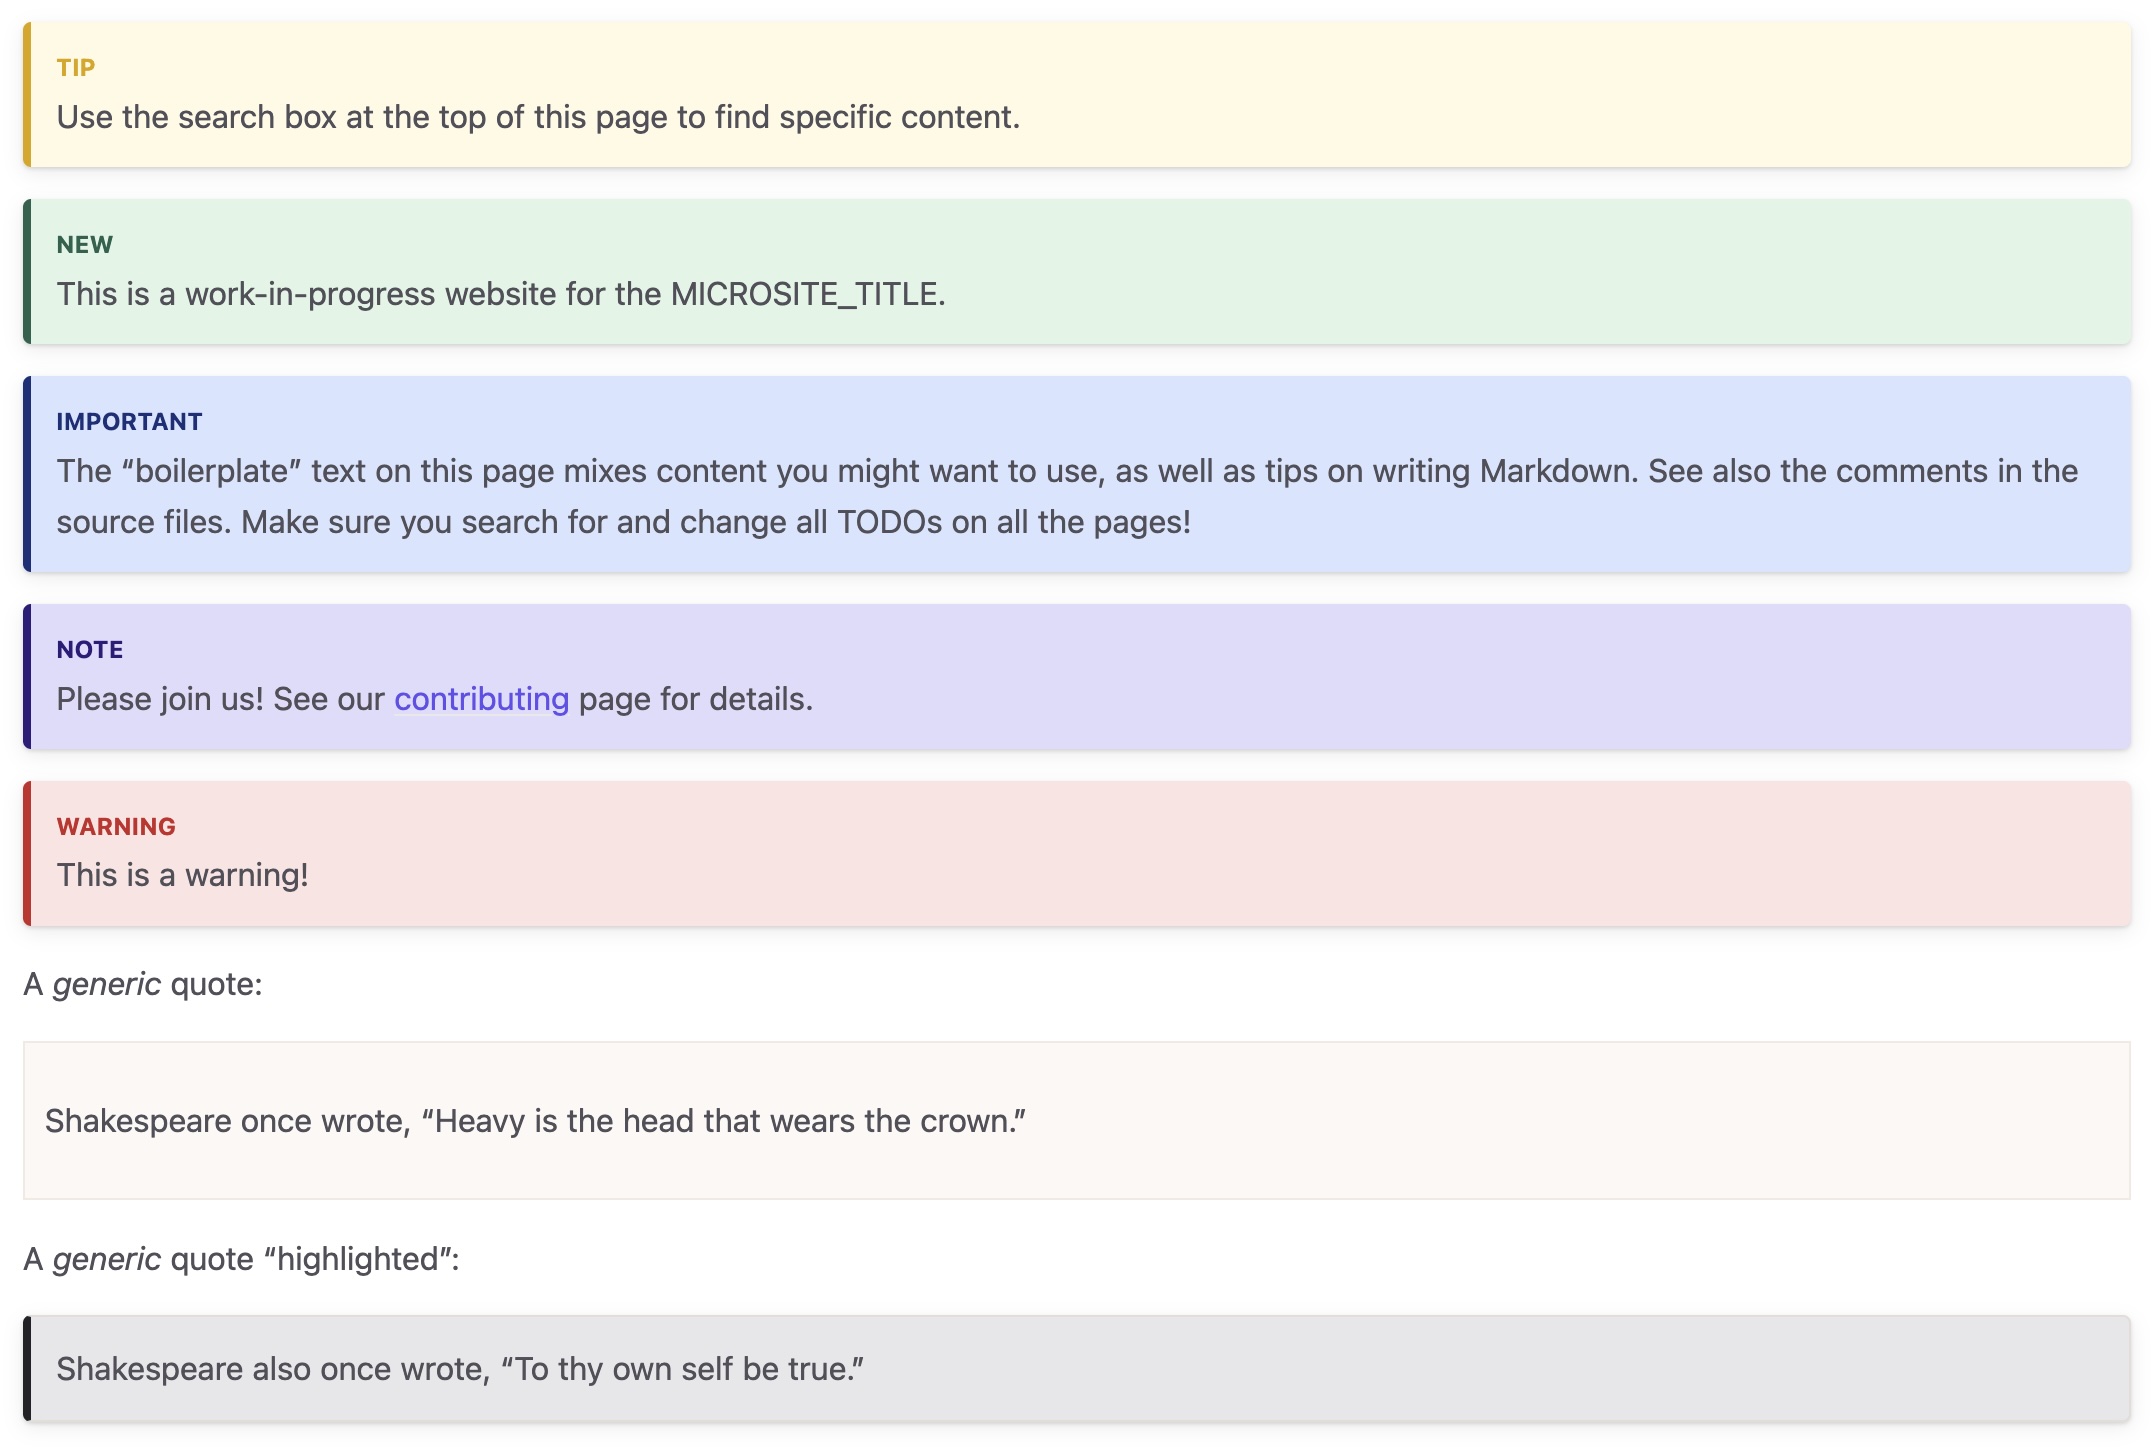 TIP
Use the search box at the top of this page to find specific content.
NEW
This is a work-in-progress website for the MICROSITE_TITLE.
IMPORTANT
The “boilerplate” text on this page mixes content you might want to use, as well as tips on writing Markdown. See also the comments in the
source files. Make sure you search for and change all TODOs on all the pages!
NOTE
Please join us! See our contributing page for details.
WARNING
This is a warning!
A generic quote:
Shakespeare once wrote, “Heavy is the head that wears the crown.”
A generic quote “highlighted”:
Shakespeare also once wrote, “To thy own self be true.”